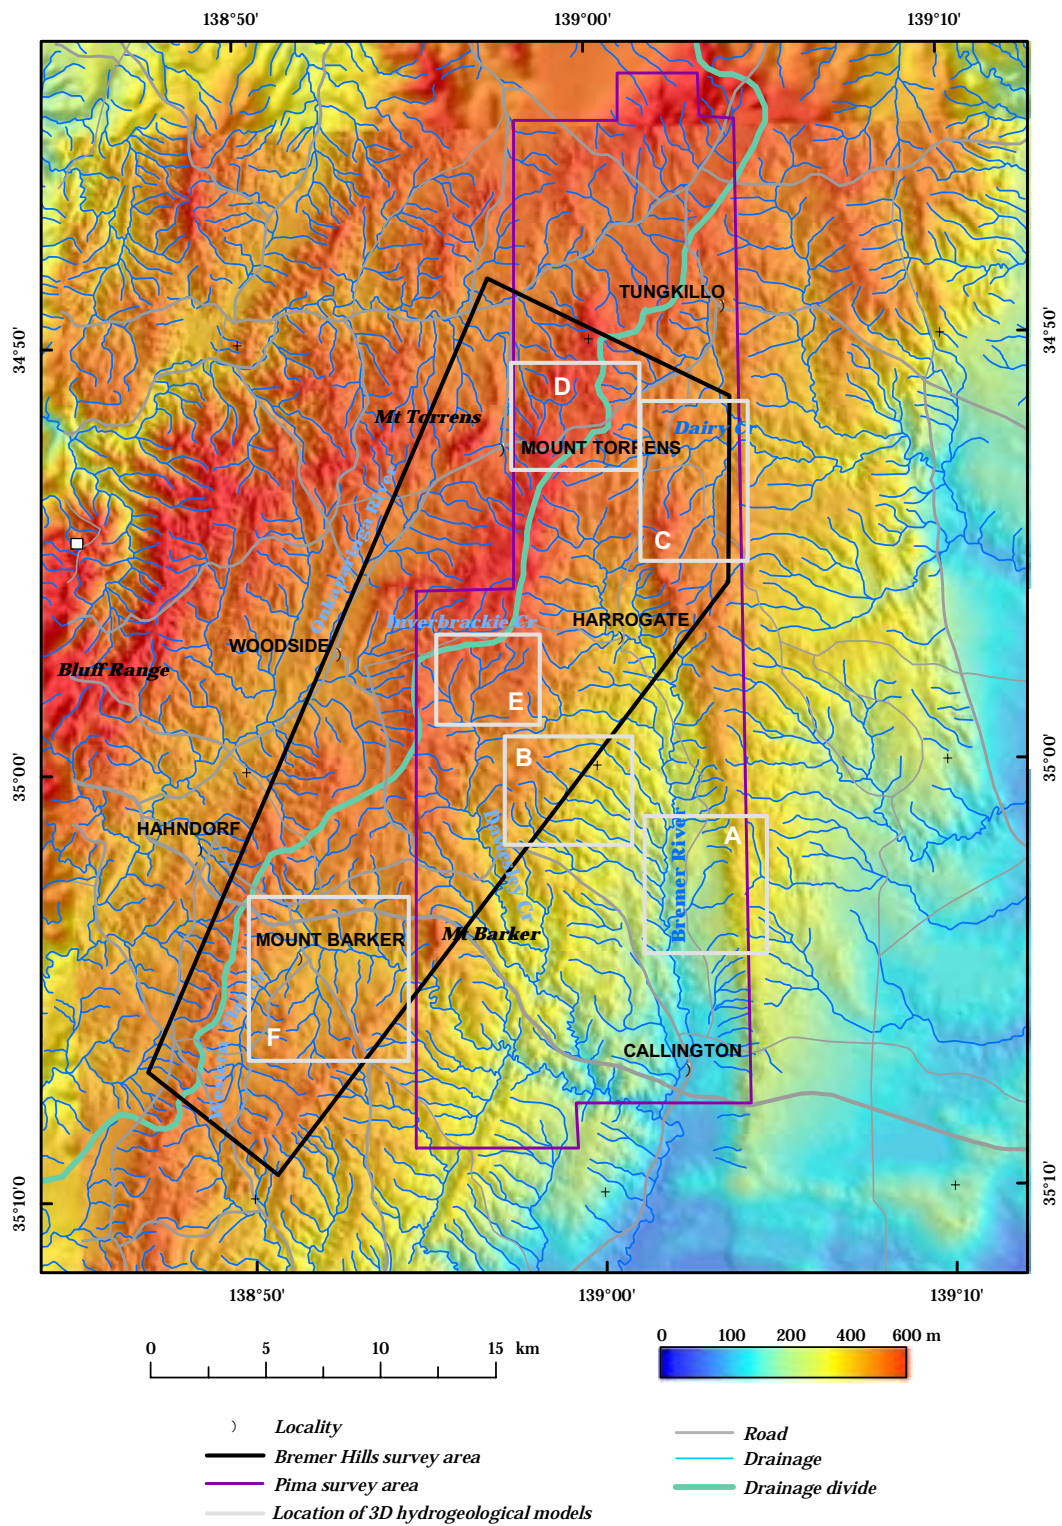 138°50' 139°00' 139°10'
TUNGKILLO
34°50' 34°50'
D
Mt Torrens
Dairy Cr
MOUNT TORRENS
C
Onkaparinga River
HARROGATE
Inverbrackie Cr
WOODSIDE
Bluff Range
E
B
35°00' 35°00'
HAHNDORF
A
Bremer River
Mt Barker
MOUNT BARKER
F
CALLINGTON
35°10'0 35°10'
138°50' 139°00' 139°10'
0 5 10 15 km
0 100 200 400 600 m
Locality
Bremer Hills survey area
Pima survey area
Location of 3D hydrogeological models
Road
Drainage
Drainage divide